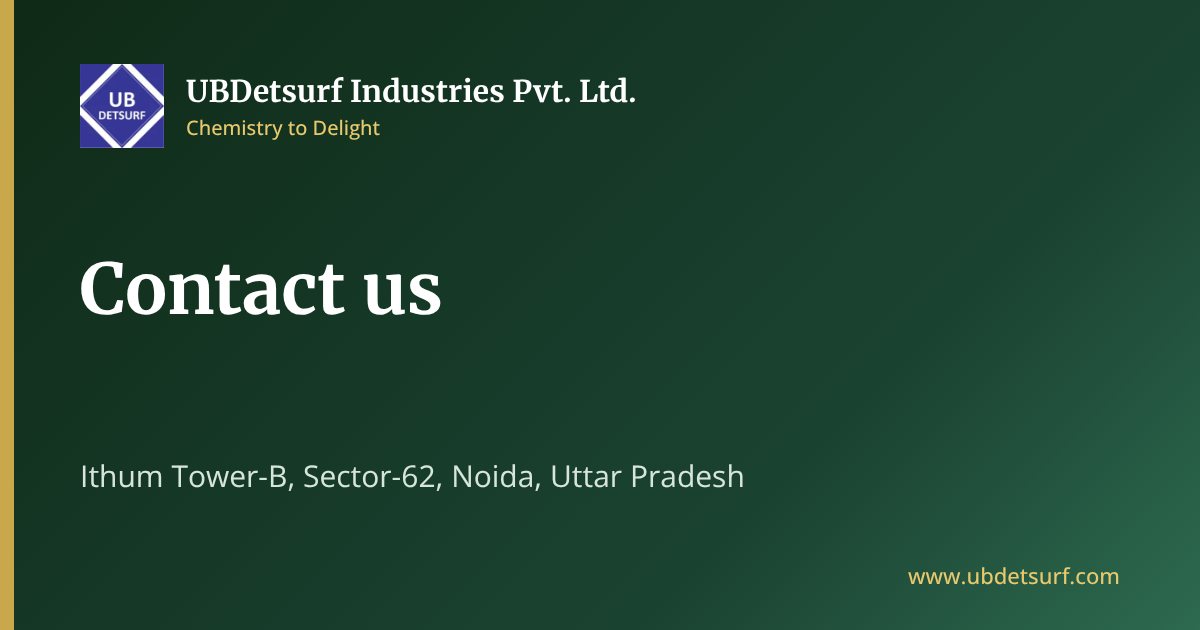 UB
DETSURF
UBDetsurf Industries Pvt. Ltd.
Chemistry to Delight
Contact us
Ithum Tower-B, Sector-62, Noida, Uttar Pradesh
www.ubdetsurf.com